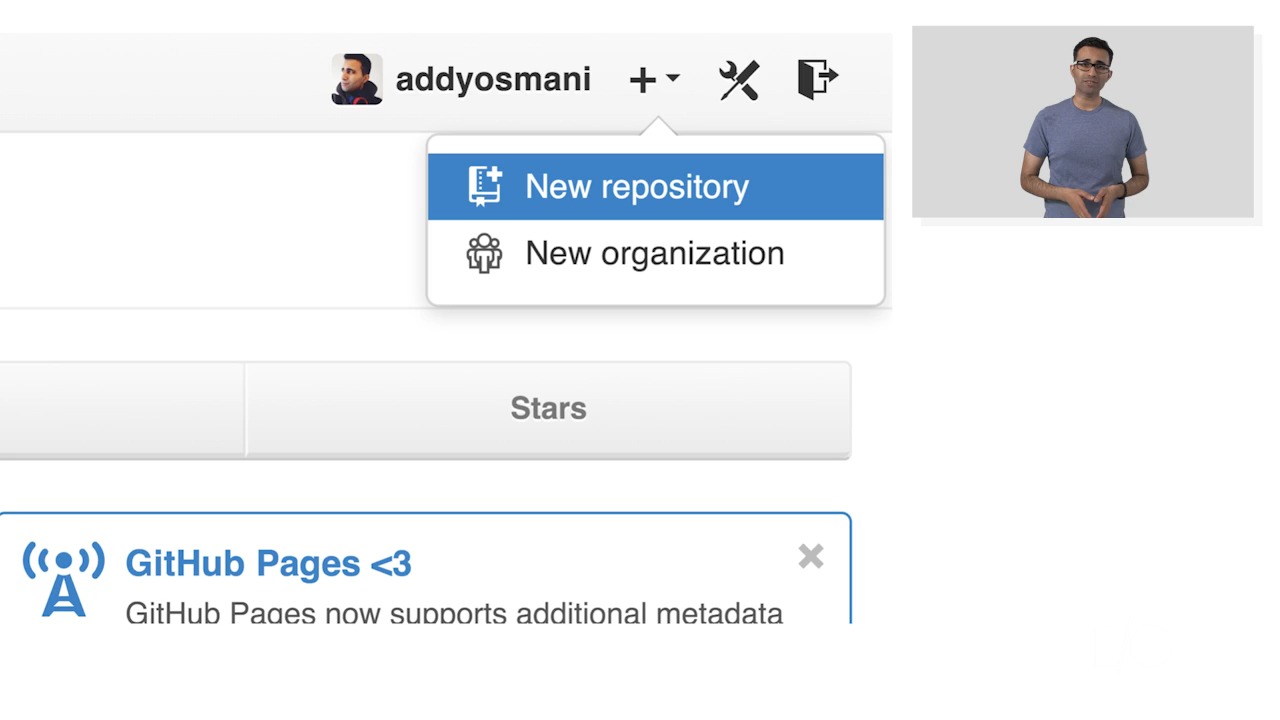 addyosmani
New repository
New organization
Stars
GitHub Pages <3
GitHub Pages now supports additional metadata